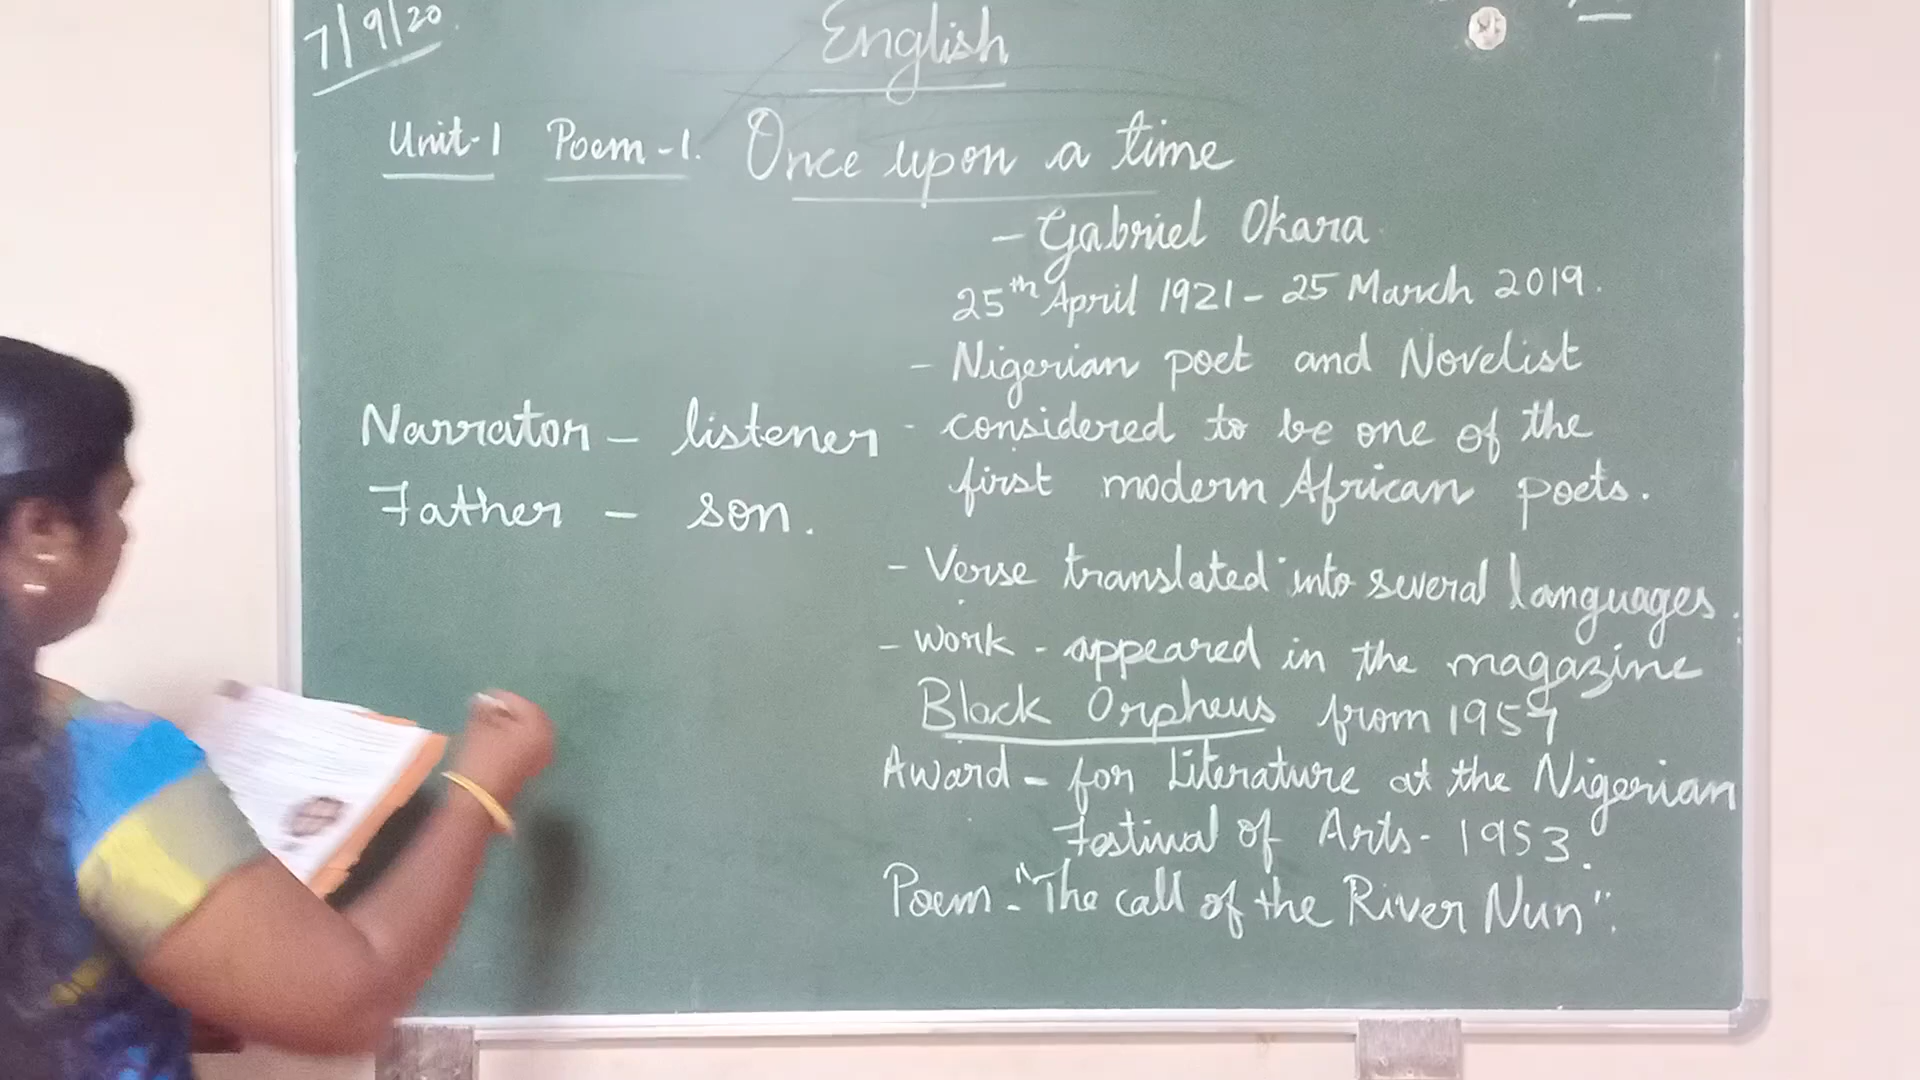 7/9/20
English
Unit-1 Poem-1. Once upon a time
- Gabriel Okara
25th April 1921 - 25 March 2019.
- Nigerian poet and Novelist
Narrator - listener
- considered to be one of the
first modern African poets.
Father - son.
- Verse translated into several languages.
- work - appeared in the magazine
Black Orpheus from 1957
Award - for Literature at the Nigerian
Festival of Arts - 1953.
Poem - "The call of the River Nun".